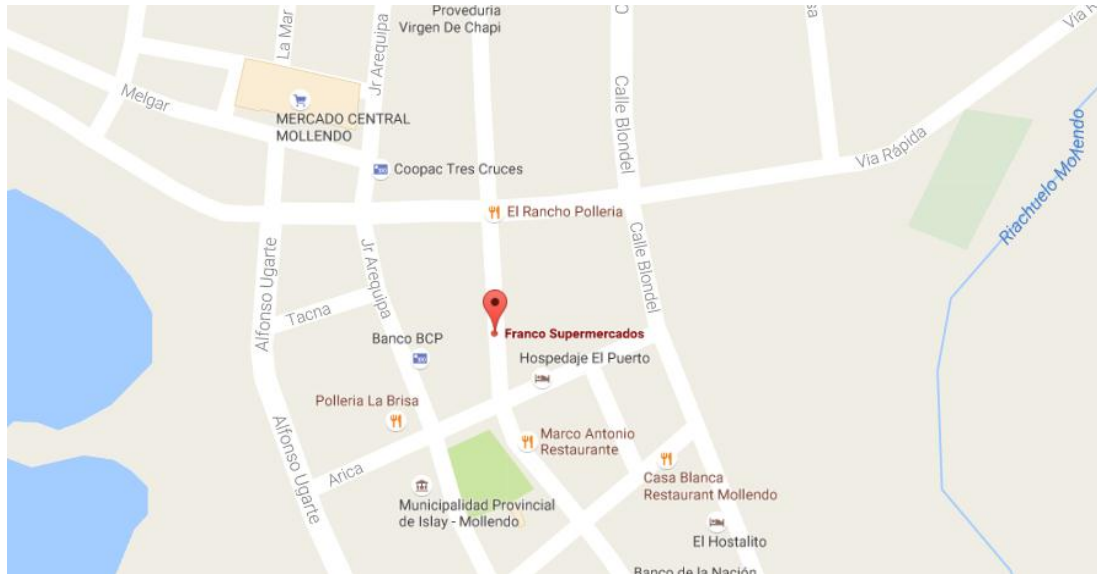 Proveduria
Virgen De Chapi
La Mar
Jr Arequipa
Calle Blondel
Melgar
MERCADO CENTRAL
MOLLENDO
Coopac Tres Cruces
Vía Rápida
Riachuelo Mollendo
El Rancho Polleria
Alfonso Ugarte
Jr Arequipa
Calle Blondel
Tacna
Franco Supermercados
Banco BCP
Hospedaje El Puerto
Polleria La Brisa
Marco Antonio
Restaurante
Alfonso Ugarte
Arica
Casa Blanca
Restaurant Mollendo
Municipalidad Provincial
de Islay - Mollendo
El Hostalito
Banco de la Nación